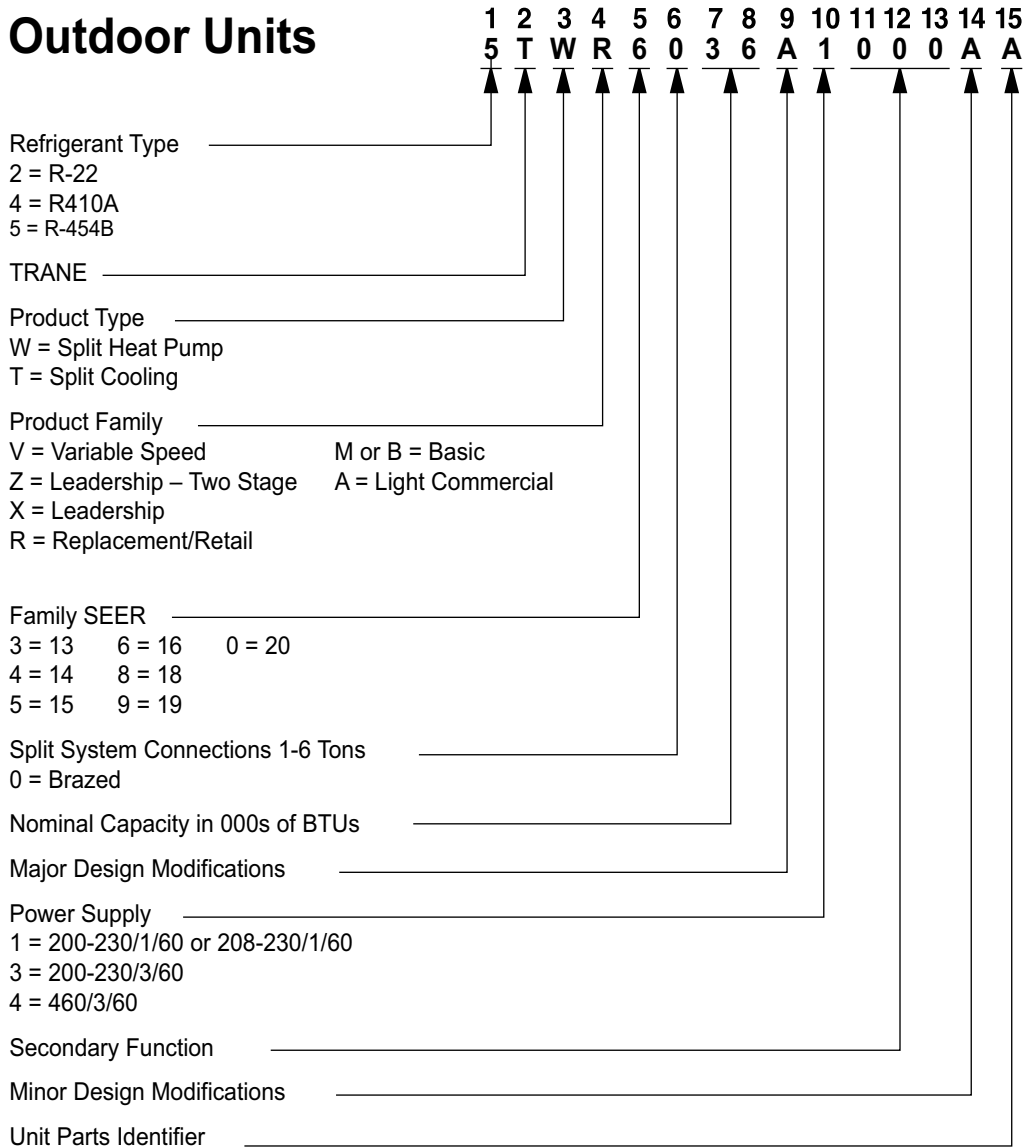 Outdoor Units
1 2 3 4 5 6 7 8 9 10 11 12 13 14 15
5 T W R 6 0 3 6 A 1 0 0 0 A A
Refrigerant Type
2 = R-22
4 = R410A
5 = R-454B
TRANE
Product Type
W = Split Heat Pump
T = Split Cooling
Product Family
V = Variable Speed M or B = Basic
Z = Leadership – Two Stage A = Light Commercial
X = Leadership
R = Replacement/Retail
Family SEER
3 = 13 6 = 16 0 = 20
4 = 14 8 = 18
5 = 15 9 = 19
Split System Connections 1-6 Tons
0 = Brazed
Nominal Capacity in 000s of BTUs
Major Design Modifications
Power Supply
1 = 200-230/1/60 or 208-230/1/60
3 = 200-230/3/60
4 = 460/3/60
Secondary Function
Minor Design Modifications
Unit Parts Identifier